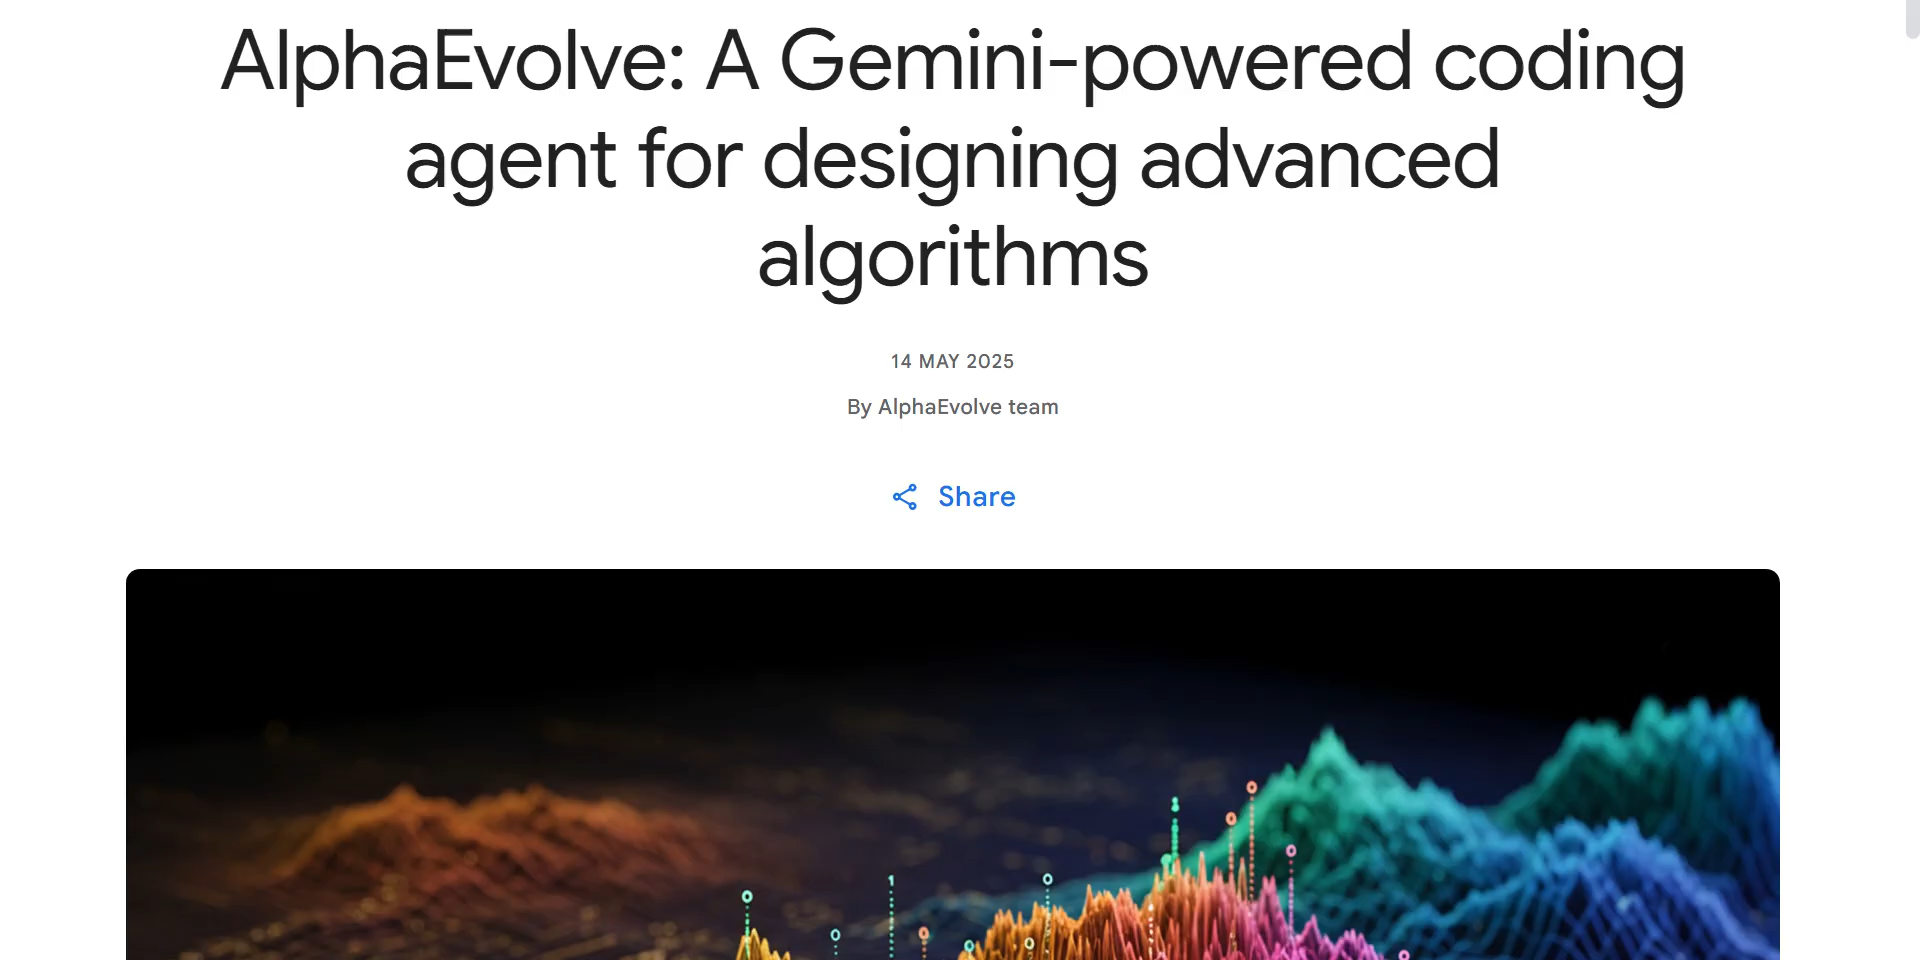 AlphaEvolve: A Gemini-powered coding
agent for designing advanced
algorithms
14 MAY 2025
By AlphaEvolve team
Share